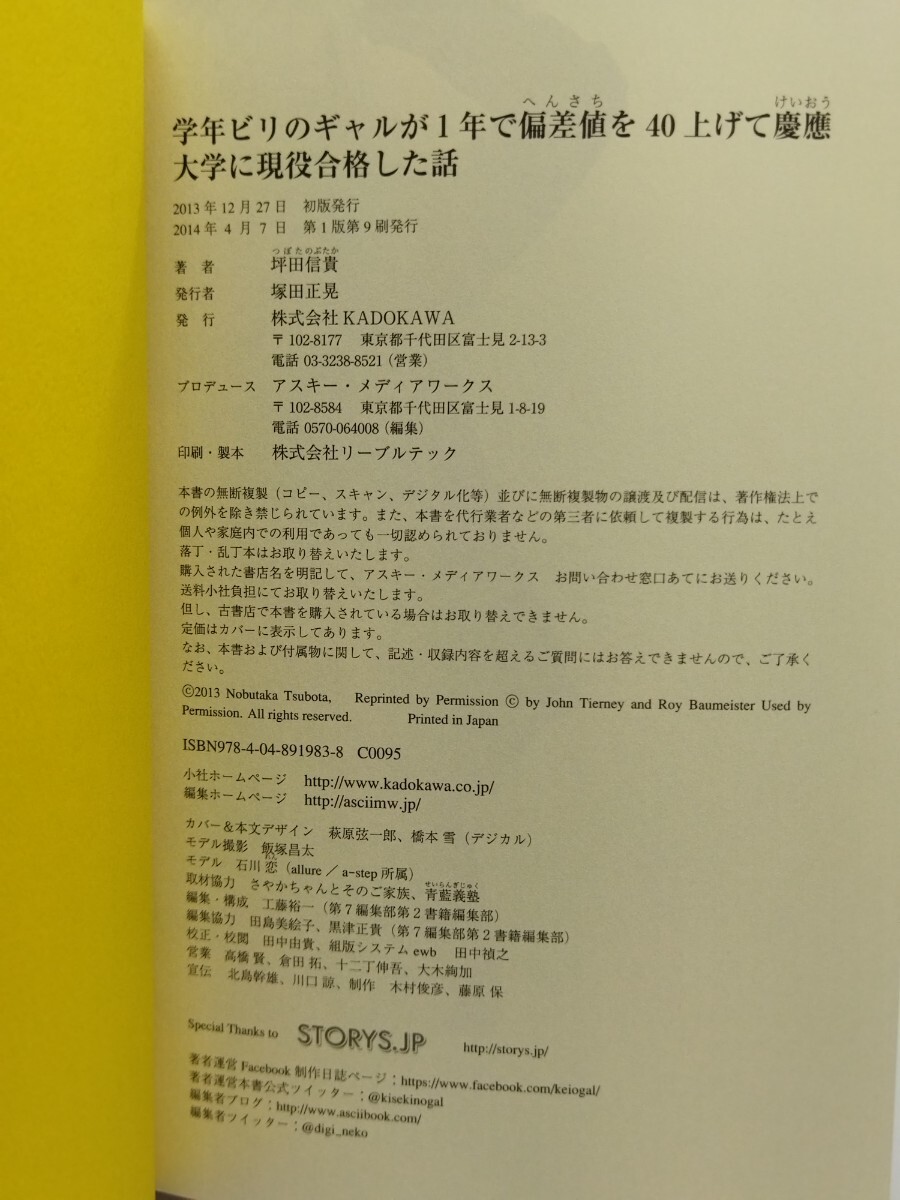 へんさち けいおう
学年ビリのギャルが1年で偏差値を40上げて慶應
大学に現役合格した話
2013年12月27日 初版発行
2014年 4月 7日 第1版第9刷発行
つぼたのぶたか
著 者 坪田信貴
発行者 塚田正晃
発 行 株式会社KADOKAWA
〒102-8177 東京都千代田区富士見2-13-3
電話 03-3238-8521（営業）
プロデュース アスキー・メディアワークス
〒102-8584 東京都千代田区富士見1-8-19
電話 0570-064008（編集）
印刷・製本 株式会社リーブルテック
本書の無断複製（コピー、スキャン、デジタル化等）並びに無断複製物の譲渡及び配信は、著作権法上で
の例外を除き禁じられています。また、本書を代行業者などの第三者に依頼して複製する行為は、たとえ
個人や家庭内での利用であっても一切認められておりません。
落丁・乱丁本はお取り替えいたします。
購入された書店名を明記して、アスキー・メディアワークス お問い合わせ窓口あてにお送りください。
送料小社負担にてお取り替えいたします。
但し、古書店で本書を購入されている場合はお取り替えできません。
定価はカバーに表示してあります。
なお、本書および付属物に関して、記述・収録内容を超えるご質問にはお答えできませんので、ご了承く
ださい。
©2013 Nobutaka Tsubota, Reprinted by Permission © by John Tierney and Roy Baumeister Used by
Permission. All rights reserved. Printed in Japan
ISBN978-4-04-891983-8 C0095
小社ホームページ http://www.kadokawa.co.jp/
編集ホームページ http://asciimw.jp/
カバー＆本文デザイン 萩原弦一郎、橋本 雪（デジカル）
モデル撮影 飯塚昌太
モデル 石川 恋（allure ／ a-step 所属）
せいらんぎじゅく
取材協力 さやかちゃんとそのご家族、青藍義塾
編集・構成 工藤裕一（第7編集部第2書籍編集部）
編集協力 田島美絵子、黒津正貴（第7編集部第2書籍編集部）
校正・校閲 田中由貴、組版システム ewb 田中禎之
営業 高橋 賢、倉田 拓、十二丁伸吾、大木絢加
宣伝 北島幹雄、川口 諒、制作 木村俊彦、藤原 保
Special Thanks to STORYS.JP http://storys.jp/
著者運営 Facebook 制作日誌ページ：https://www.facebook.com/keiogal/
著者運営本書公式ツイッター：@kisekinogal
編集者ブログ：http://www.asciibook.com/
編集者ツイッター：@digi_neko